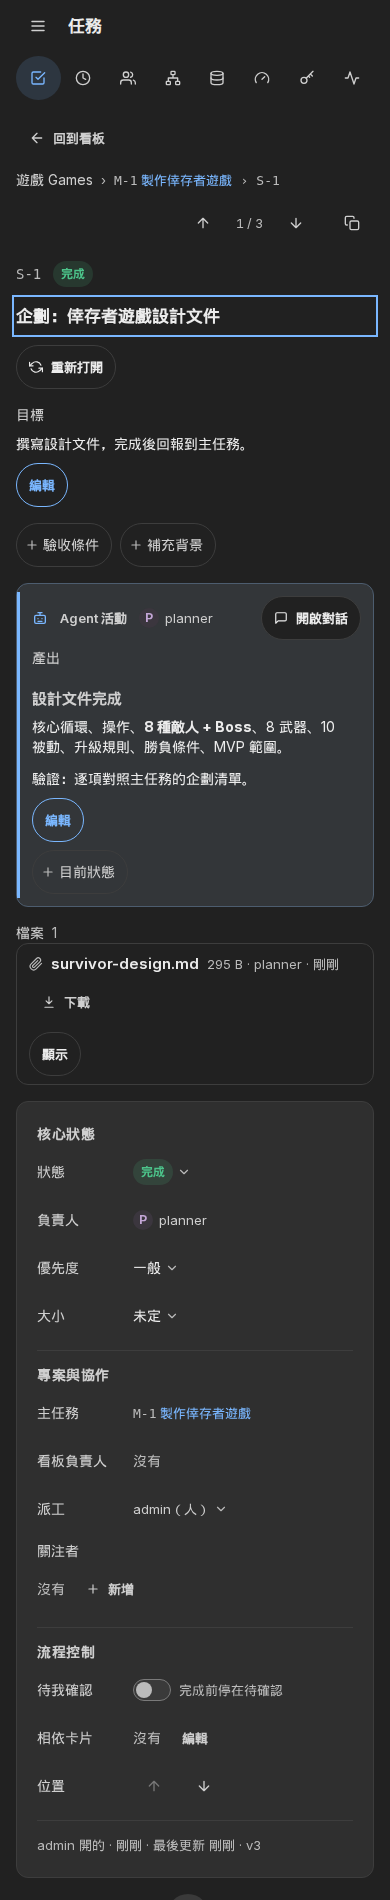 任務
回到看板
遊戲 Games › M-1 製作倖存者遊戲 › S-1
1 / 3
S-1 完成
企劃：倖存者遊戲設計文件
重新打開
目標
撰寫設計文件，完成後回報到主任務。
編輯
+ 驗收條件 + 補充背景
Agent 活動 P planner 開啟對話
產出
設計文件完成
核心循環、操作、8 種敵人 + Boss、8 武器、10
被動、升級規則、勝負條件、MVP 範圍。
驗證：逐項對照主任務的企劃清單。
編輯
+ 目前狀態
檔案 1
survivor-design.md 295 B · planner · 剛剛
下載
顯示
核心狀態
狀態 完成
負責人 P planner
優先度 一般
大小 未定
專案與協作
主任務 M-1 製作倖存者遊戲
看板負責人 沒有
派工 admin（人）
關注者
沒有 + 新增
流程控制
待我確認 完成前停在待確認
相依卡片 沒有 編輯
位置
admin 開的 · 剛剛 · 最後更新 剛剛 · v3